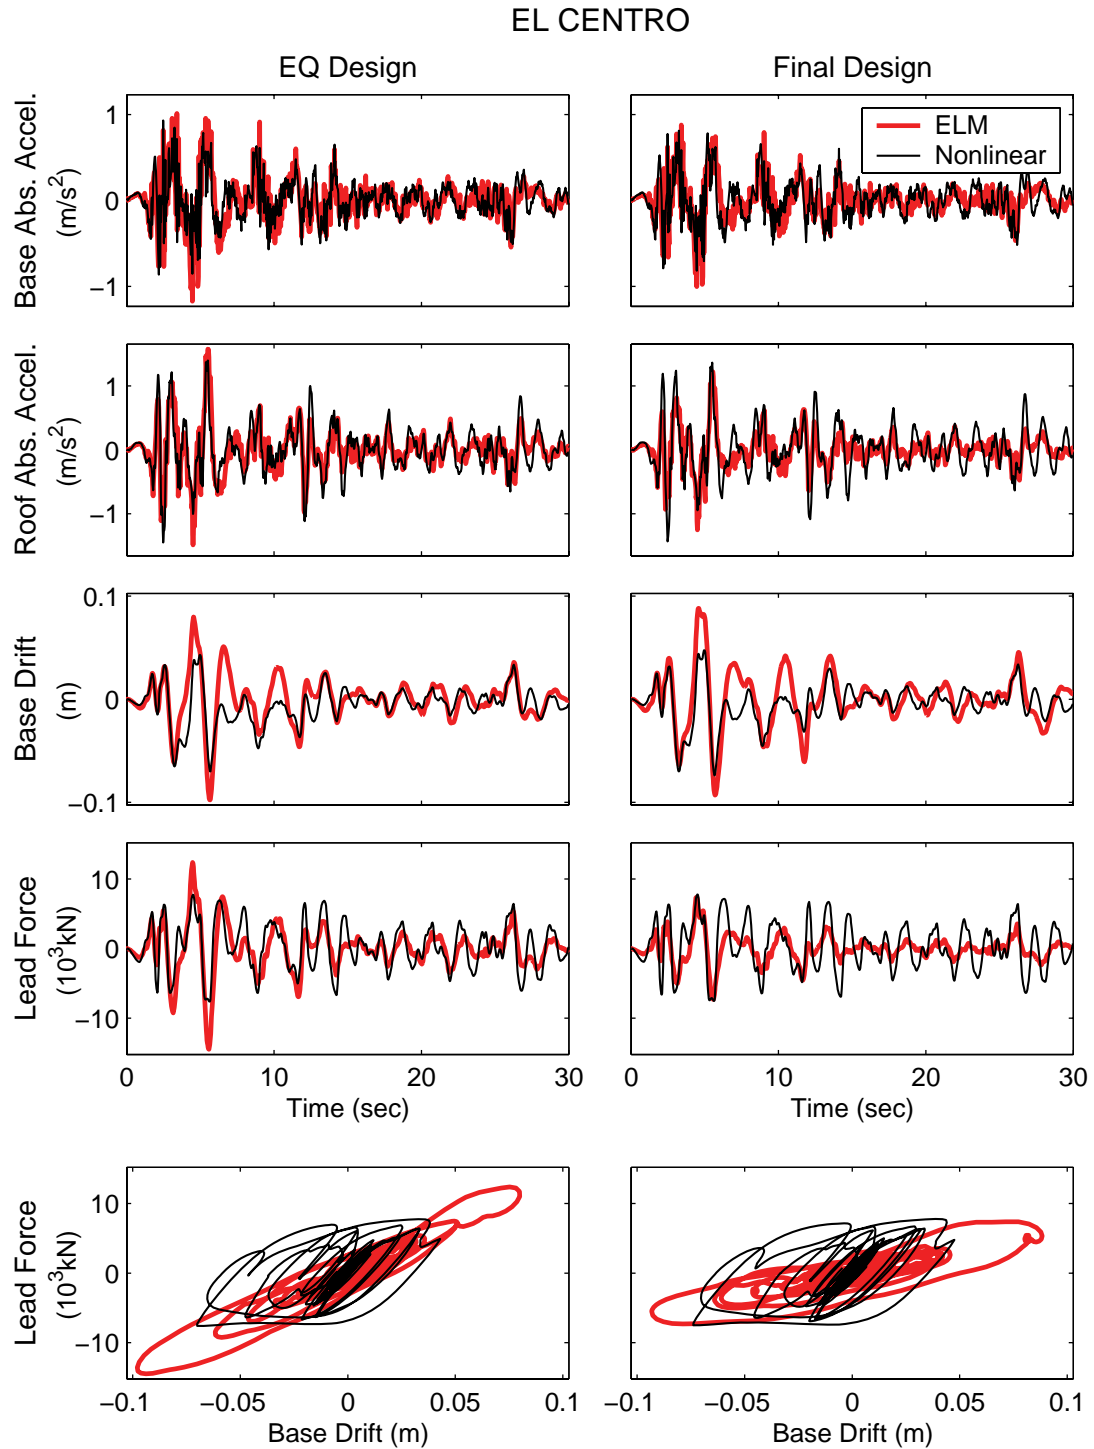 EL CENTRO
EQ Design
Final Design
Base Abs. Accel.
(m/s²)
1
0
−1
ELM
Nonlinear
Roof Abs. Accel.
(m/s²)
1
0
−1
Base Drift
(m)
0.1
0
−0.1
Lead Force
(10³kN)
10
0
−10
0 10 20 30
Time (sec)
0 10 20 30
Time (sec)
Lead Force
(10³kN)
10
0
−10
−0.1 −0.05 0 0.05 0.1
Base Drift (m)
−0.1 −0.05 0 0.05 0.1
Base Drift (m)